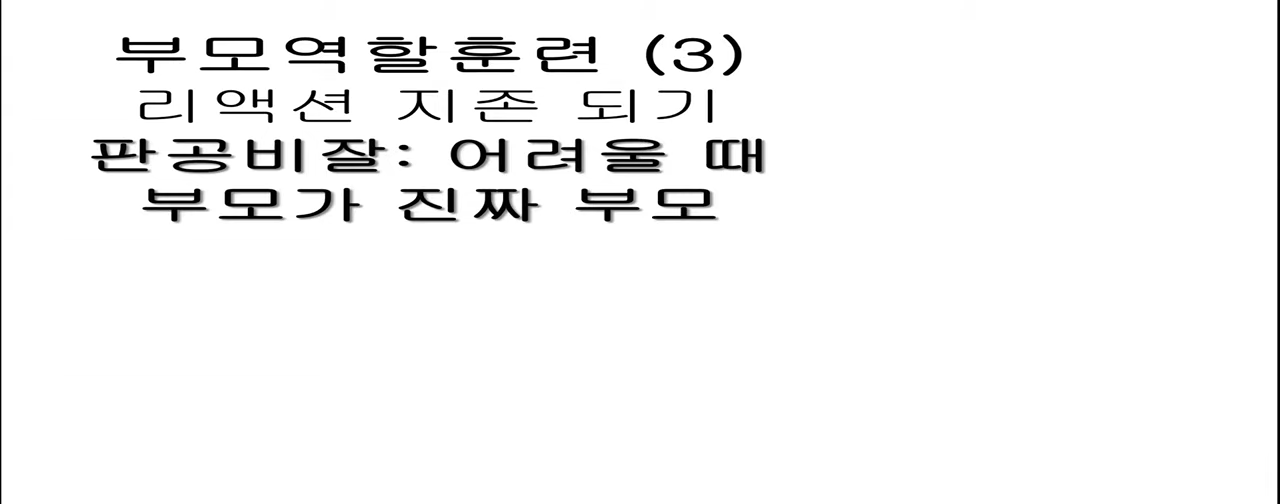 부모역할훈련 (3)
리액션 지존 되기
판공비잘: 어려울 때
부모가 진짜 부모